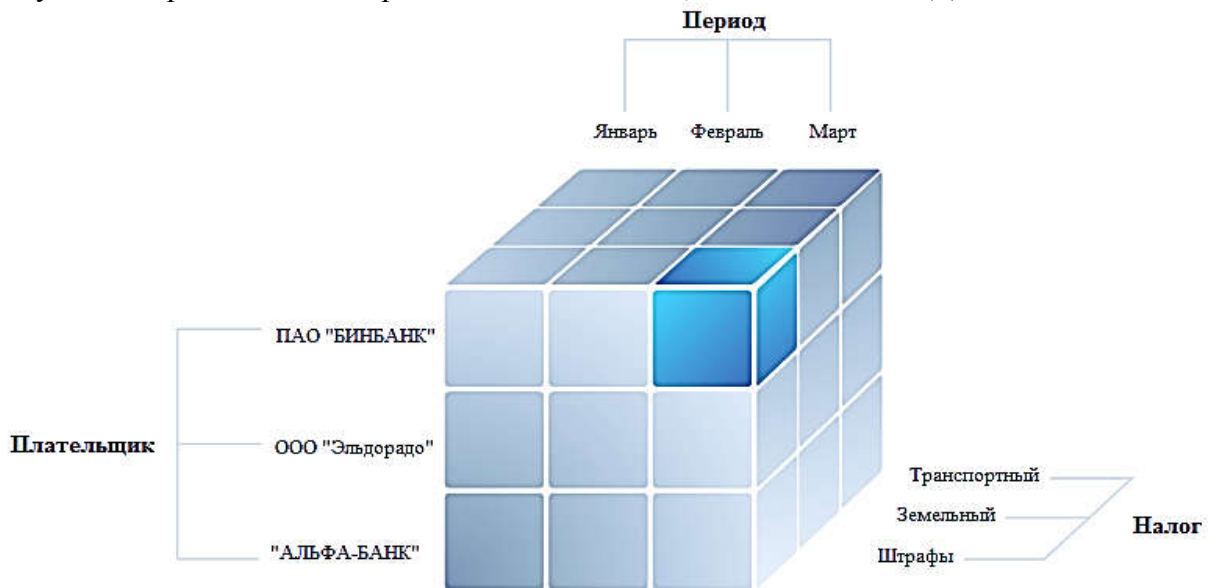 Период
Январь Февраль Март
ПАО "БИНБАНК"
Плательщик
ООО "Эльдорадо"
"АЛЬФА-БАНК"
Транспортный
Земельный
Налог
Штрафы